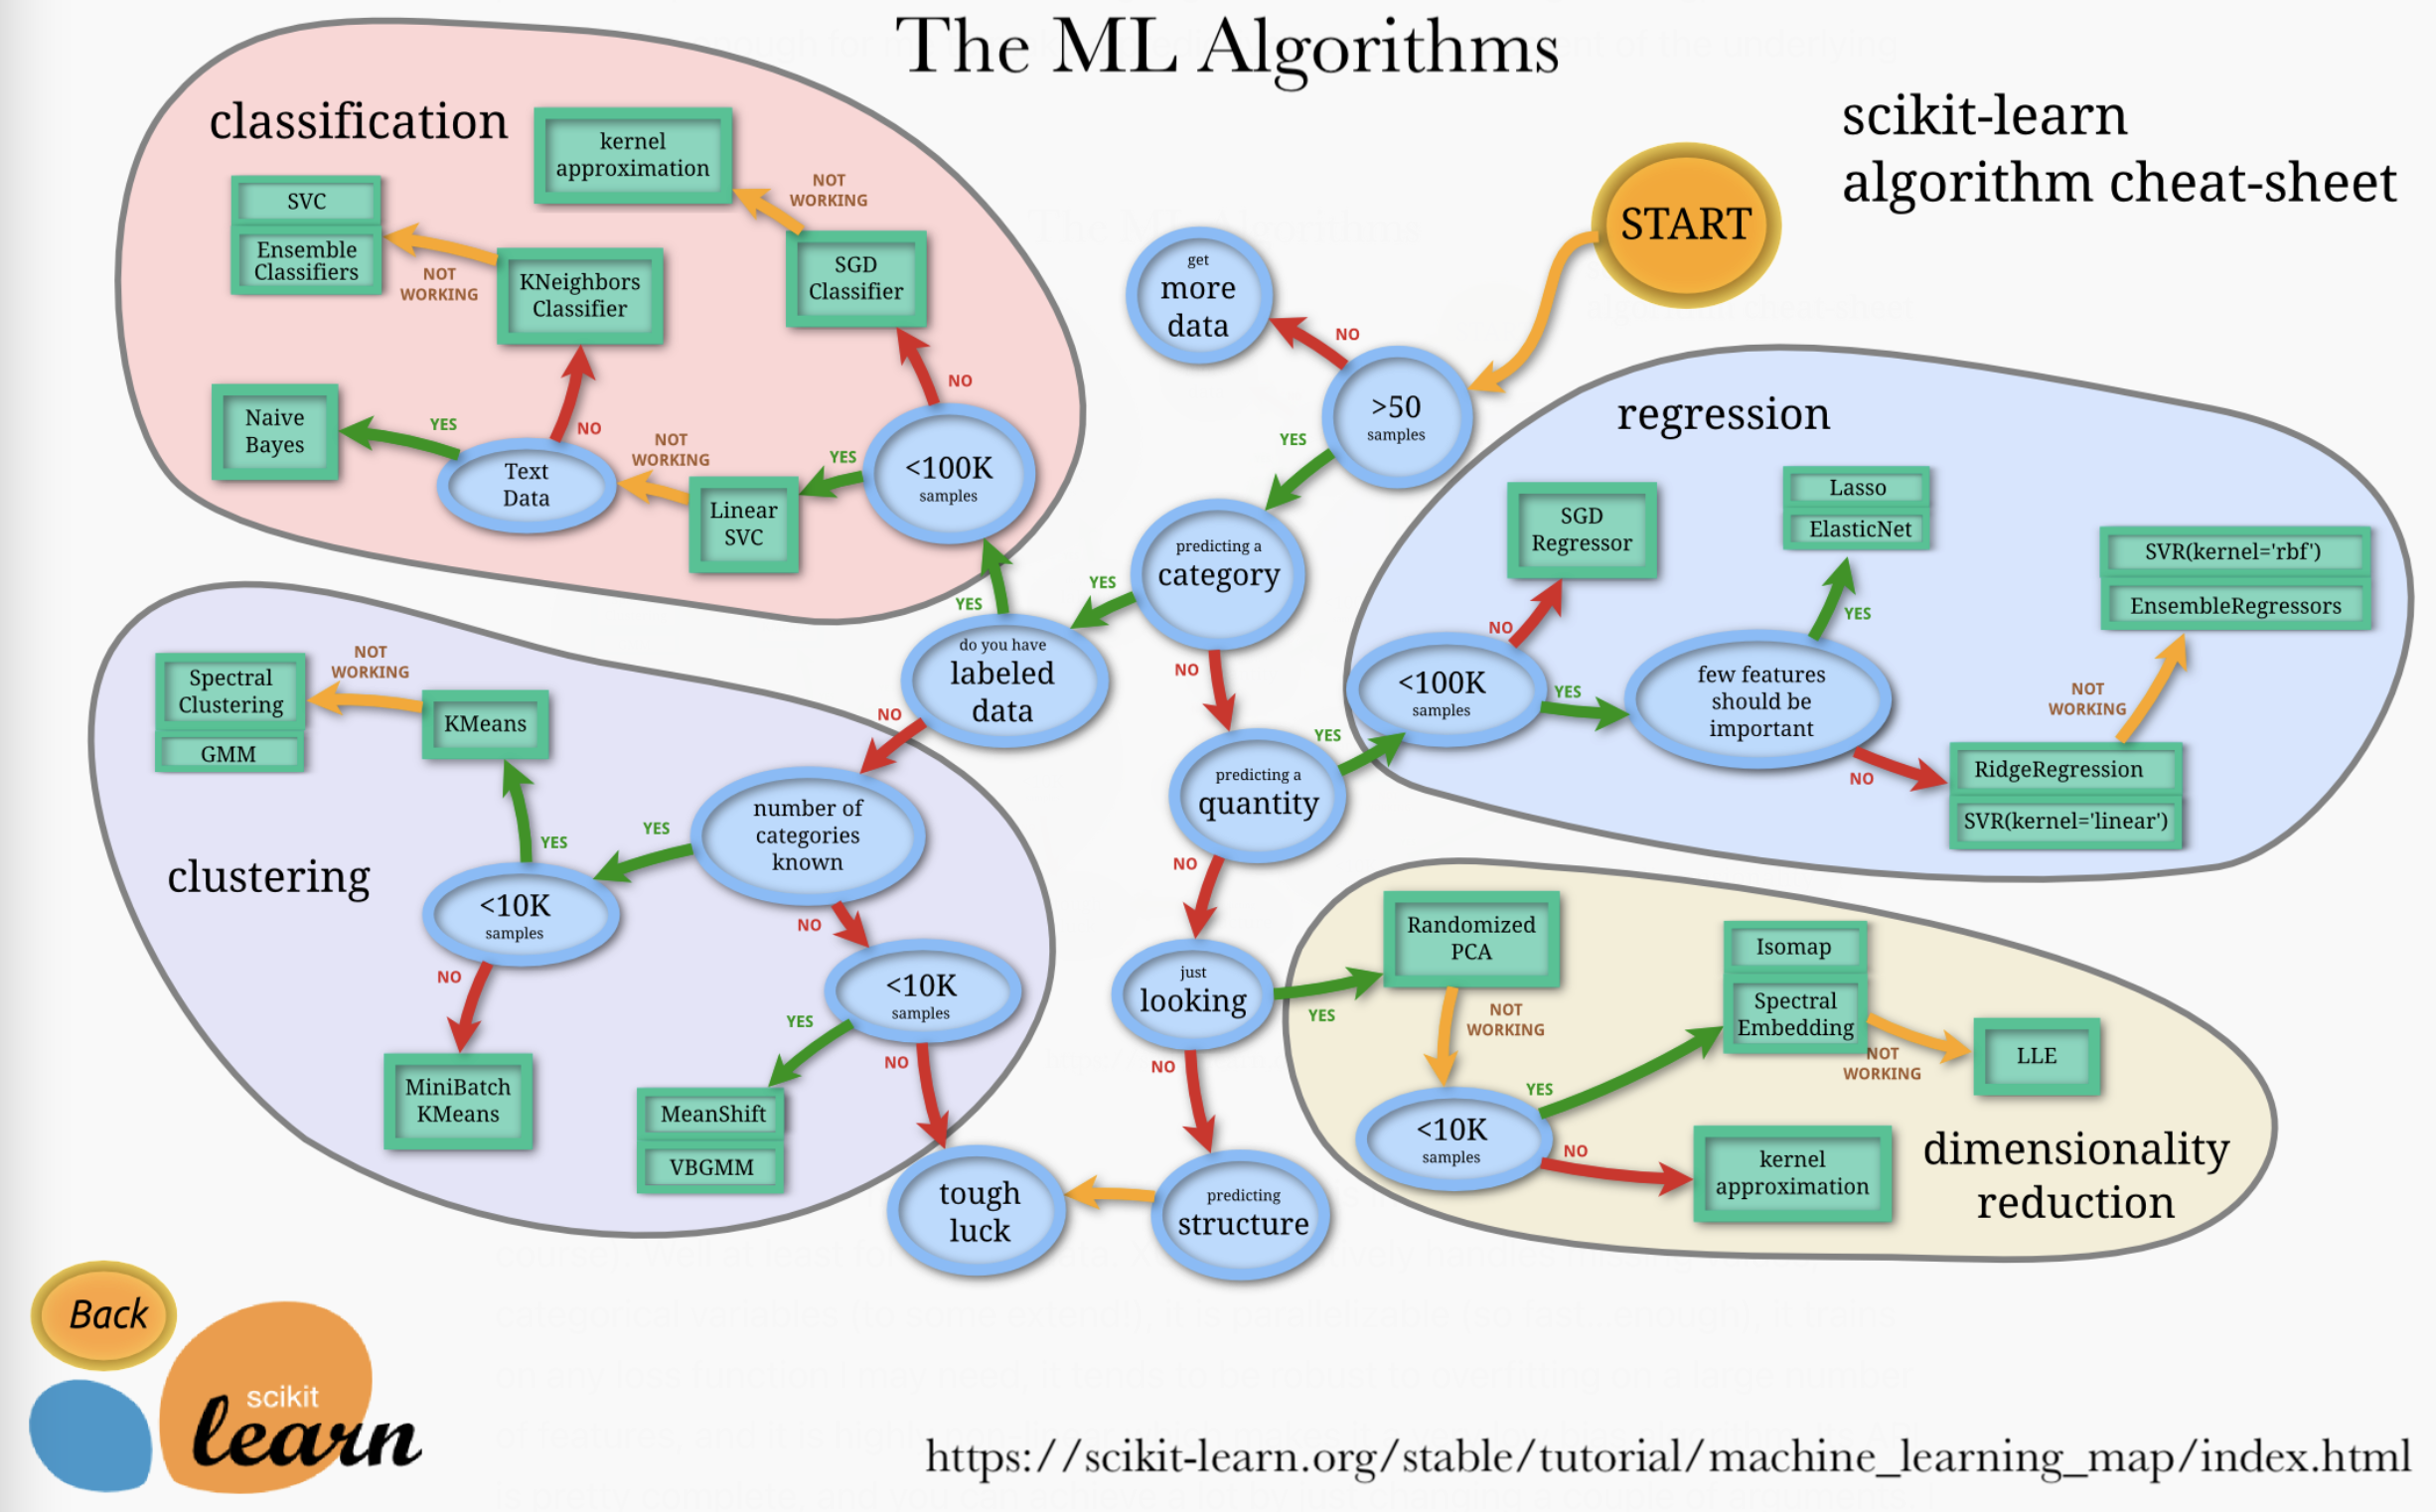 The ML Algorithms
scikit-learn
algorithm cheat-sheet
START
classification
kernel
approximation
NOT
WORKING
SVC
Ensemble
Classifiers
NOT
WORKING
KNeighbors
Classifier
SGD
Classifier
NO
Naive
Bayes
YES
NO
Text
Data
NOT
WORKING
Linear
SVC
YES
<100K
samples
get
more
data
NO
>50
samples
YES
predicting a
category
YES
YES
do you have
labeled
data
NO
NO
predicting a
quantity
YES
NO
just
looking
YES
NO
predicting
structure
tough
luck
regression
SGD
Regressor
Lasso
ElasticNet
SVR(kernel='rbf')
EnsembleRegressors
NO
<100K
samples
YES
few features
should be
important
YES
NOT
WORKING
NO
RidgeRegression
SVR(kernel='linear')
clustering
Spectral
Clustering
GMM
NOT
WORKING
KMeans
YES
<10K
samples
YES
number of
categories
known
NO
NO
<10K
samples
YES
NO
MiniBatch
KMeans
MeanShift
VBGMM
Randomized
PCA
NOT
WORKING
Isomap
Spectral
Embedding
NOT
WORKING
LLE
YES
<10K
samples
NO
kernel
approximation
dimensionality
reduction
Back
scikit
learn
https://scikit-learn.org/stable/tutorial/machine_learning_map/index.html